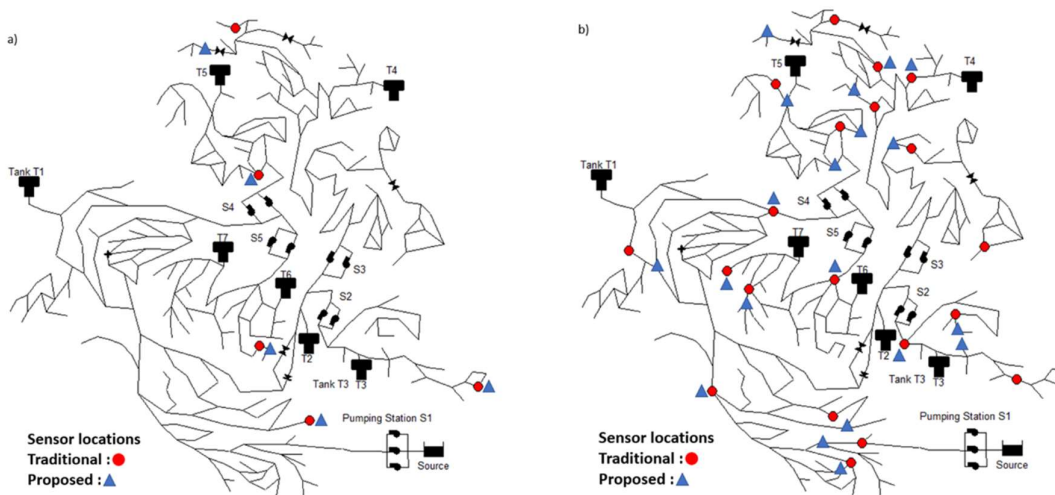 a)
T5
T4
Tank T1
S4
S5
T7
S3
T6
S2
T2
Tank T3
T3
Pumping Station S1
Source
Sensor locations
Traditional :
Proposed :
b)
T5
T4
Tank T1
S4
S5
T7
S3
T6
S2
T2
Tank T3
T3
Pumping Station S1
Source
Sensor locations
Traditional :
Proposed :